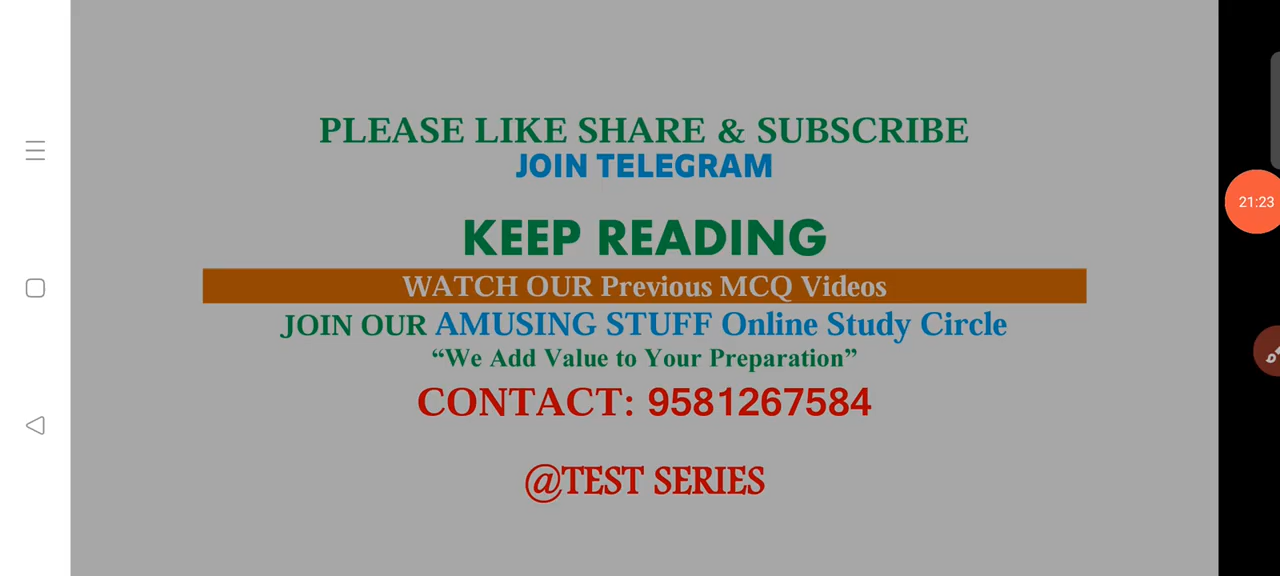 PLEASE LIKE SHARE & SUBSCRIBE
JOIN TELEGRAM
KEEP READING
WATCH OUR Previous MCQ Videos
JOIN OUR AMUSING STUFF Online Study Circle
“We Add Value to Your Preparation”
CONTACT: 9581267584
@TEST SERIES
21:23